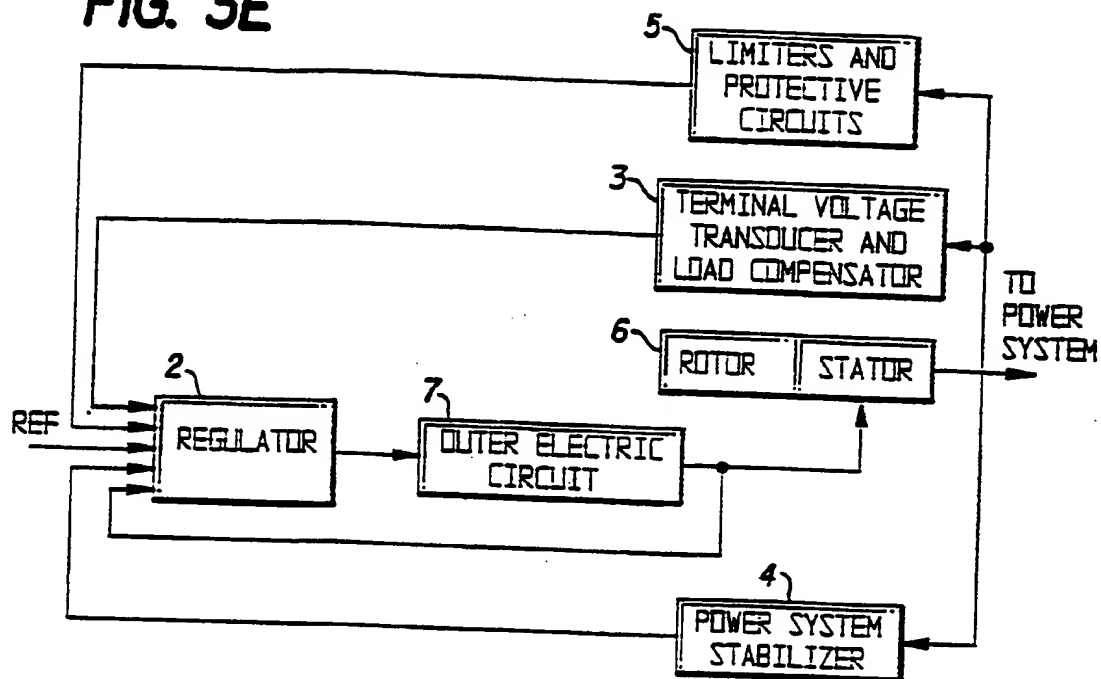 FIG. 3E
5
LIMITERS AND
PROTECTIVE
CIRCUITS
3
TERMINAL VOLTAGE
TRANSDUCER AND
LOAD COMPENSATOR
TO
POWER
SYSTEM
6
ROTOR
STATOR
2
REGULATOR
REF
7
OUTER ELECTRIC
CIRCUIT
4
POWER SYSTEM
STABILIZER